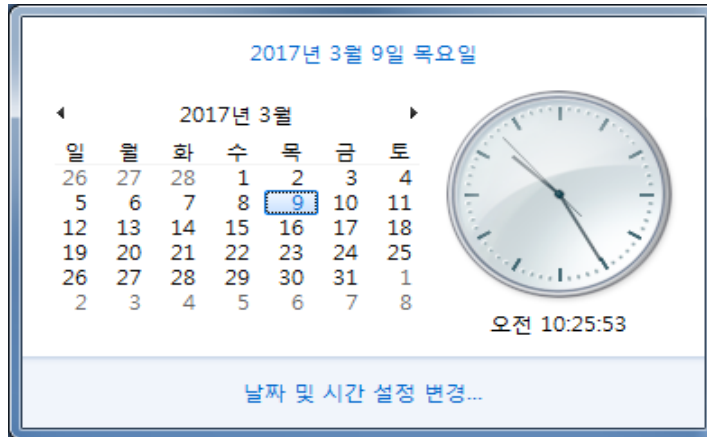 2017년 3월 9일 목요일
2017년 3월
일 월 화 수 목 금 토
26 27 28 1 2 3 4
5 6 7 8 9 10 11
12 13 14 15 16 17 18
19 20 21 22 23 24 25
26 27 28 29 30 31 1
2 3 4 5 6 7 8
오전 10:25:53
날짜 및 시간 설정 변경...